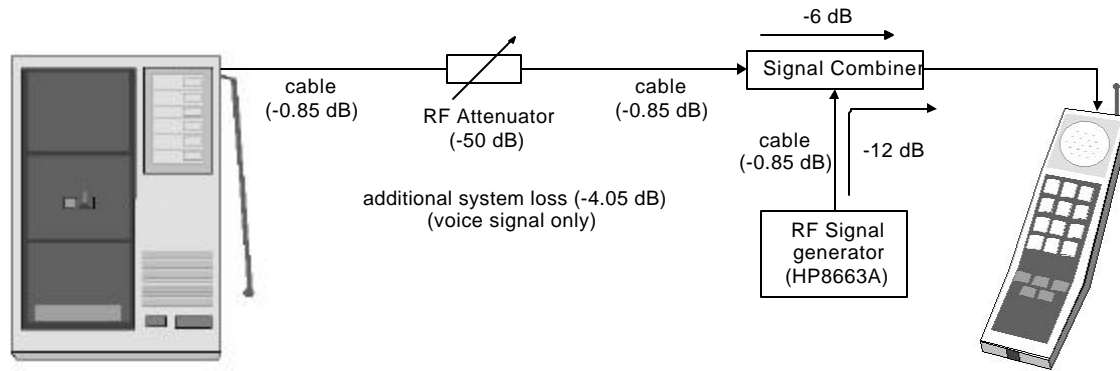 -6 dB
Signal Combiner
cable
(-0.85 dB)
RF Attenuator
(-50 dB)
cable
(-0.85 dB)
cable
(-0.85 dB)
-12 dB
additional system loss (-4.05 dB)
(voice signal only)
RF Signal
generator
(HP8663A)